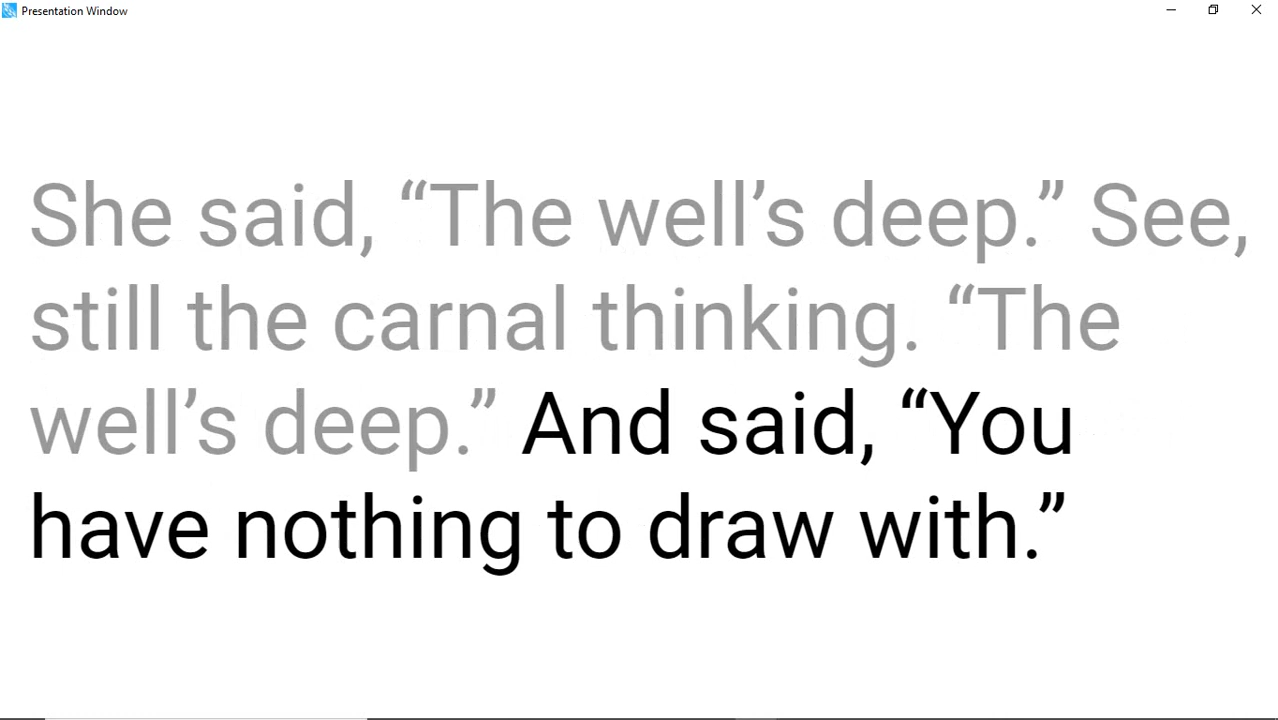 Presentation Window
She said, “The well’s deep.” See,
still the carnal thinking. “The
well’s deep.” And said, “You
have nothing to draw with.”